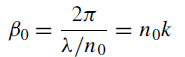 β₀ = 2π / (λ/n₀) = n₀k